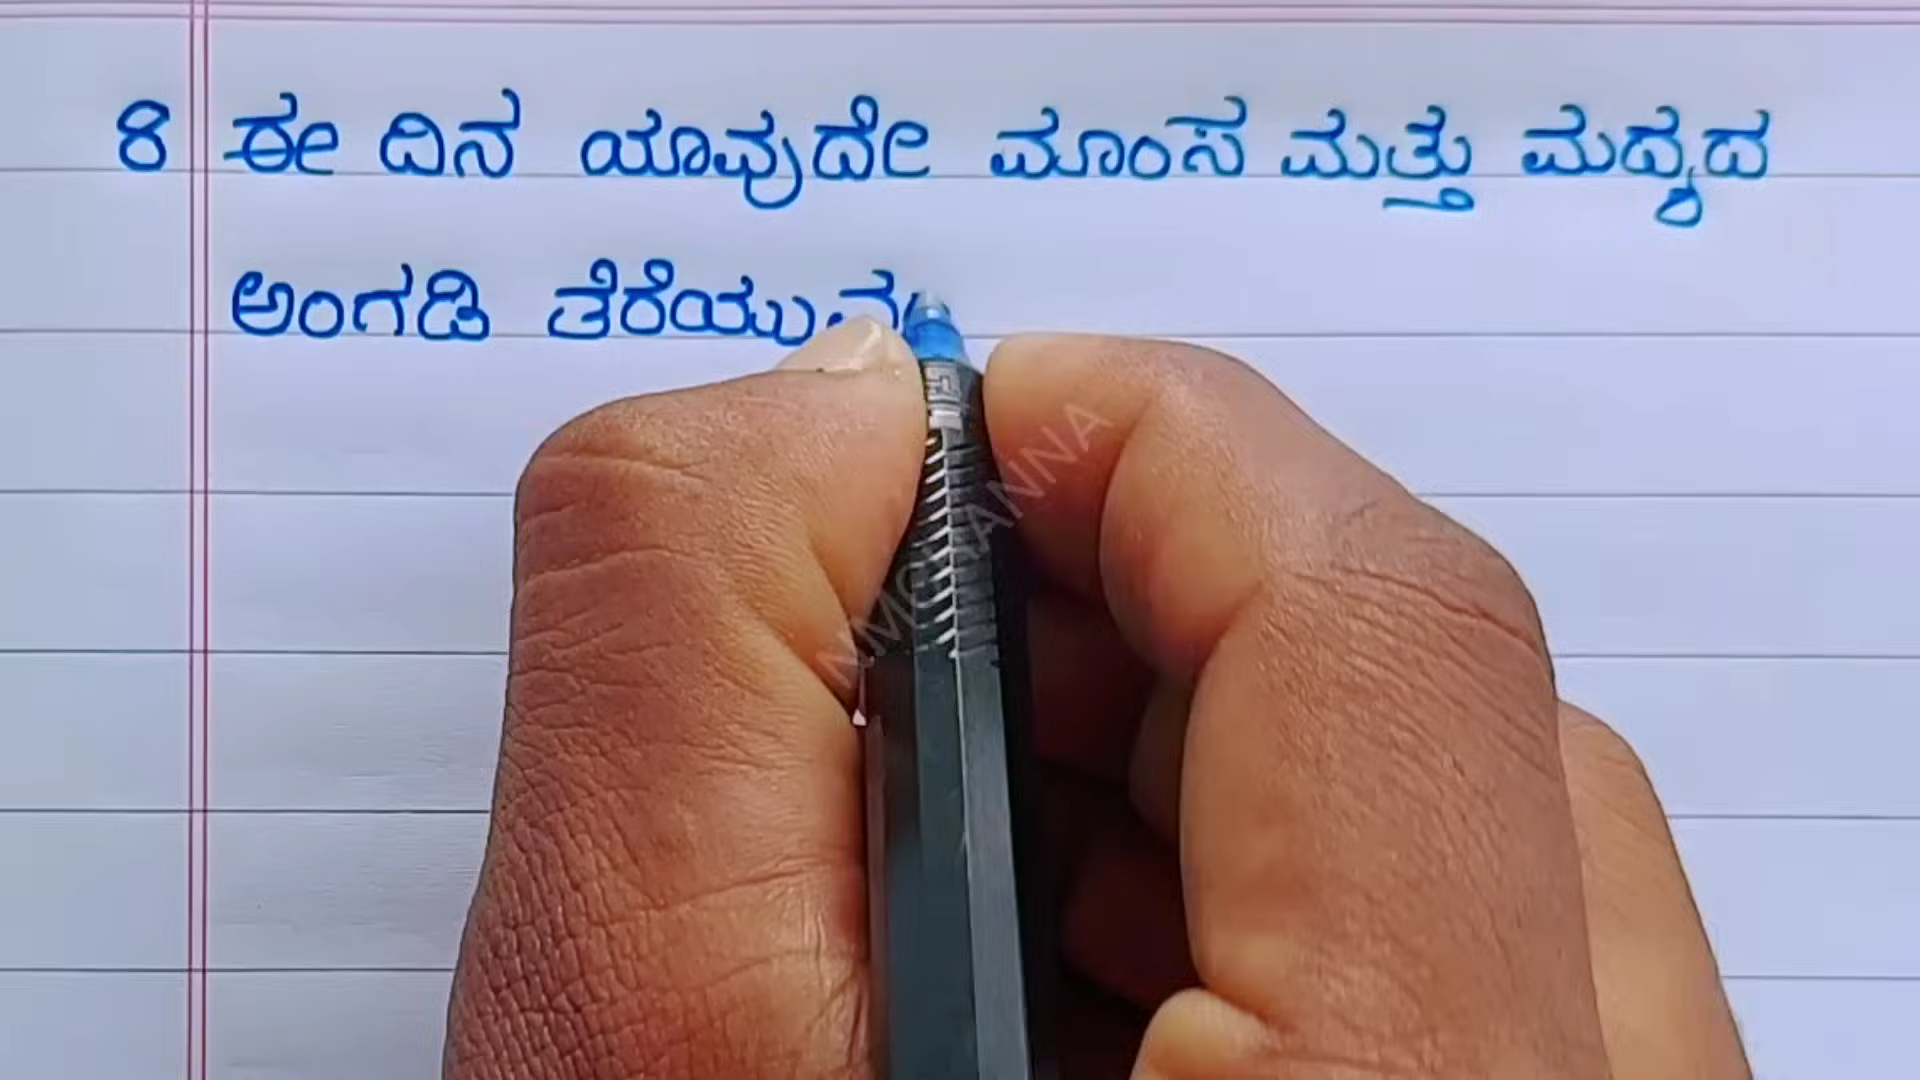 8 ಈ ದಿನ ಯಾವುದೇ ಮಾಂಸ ಮತ್ತು ಮದ್ಯದ
ಅಂಗಡಿ ತೆರೆಯುವ